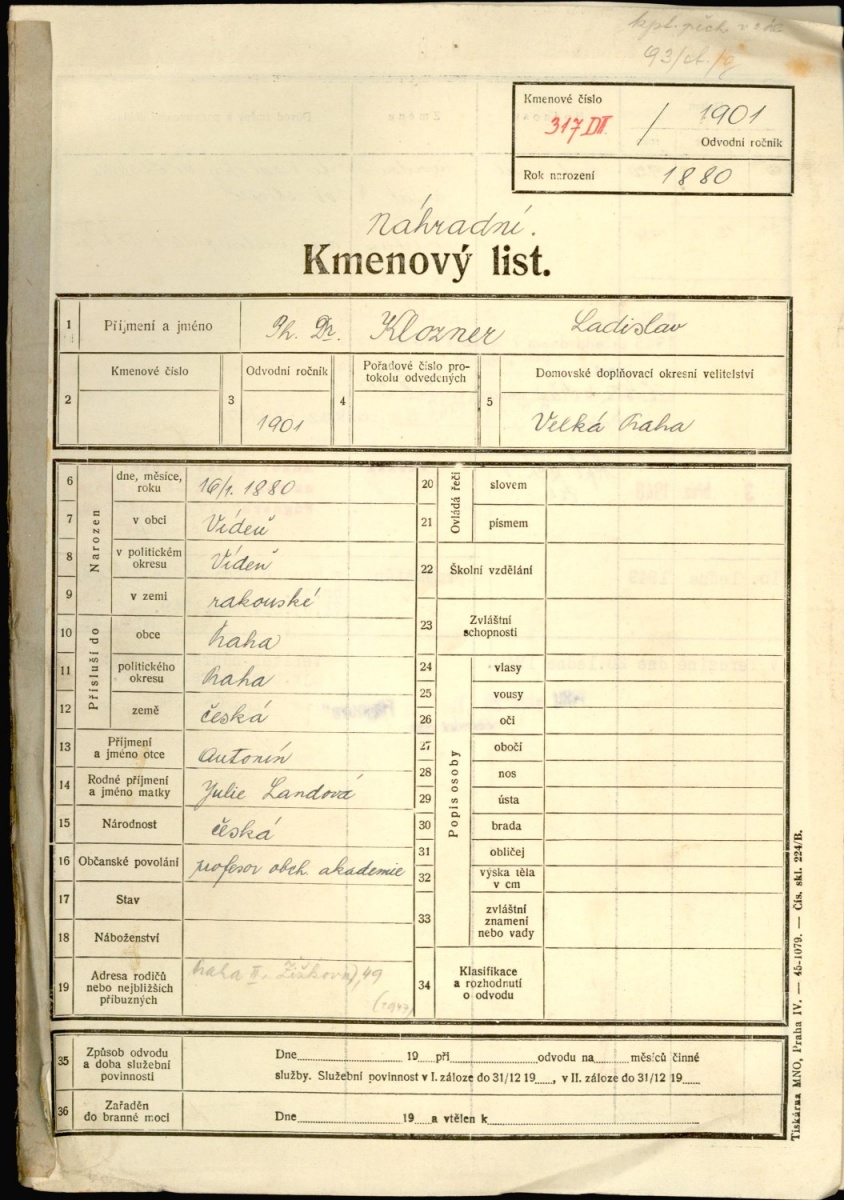 93/
Kmenové číslo
317 DI / 1901
Odvodní ročník
Rok narození 1880
Náhradní.
Kmenový list.
1 Příjmení a jméno Ph. Dr. Klozner Ladislav
2 Kmenové číslo
3 Odvodní ročník
1901
4 Pořadové číslo pro-
tokolu odvedených
5 Domovské doplňovací okresní velitelství
Velká Praha
Narozen
6 dne, měsíce,
roku 16/1. 1880
7 v obci Vídeň
8 v politickém
okresu Vídeň
9 v zemi rakouské
Přísluší do
10 obce Praha
11 politického
okresu Praha
12 země česká
13 Příjmení
a jméno otce Antonín
14 Rodné příjmení
a jméno matky Julie Landová
15 Národnost česká
16 Občanské povolání profesor obch. akademie
17 Stav
18 Náboženství
19 Adresa rodičů
nebo nejbližších
příbuzných Praha II, 49
Ovládá řeči
20 slovem
21 písmem
22 Školní vzdělání
23 Zvláštní
schopnosti
Popis osoby
24 vlasy
25 vousy
26 oči
27 obočí
28 nos
29 ústa
30 brada
31 obličej
32 výška těla
v cm
33 zvláštní
znamení
nebo vady
34 Klasifikace
a rozhodnutí
o odvodu
35 Způsob odvodu
a doba služební
povinnosti
Dne 19 při odvodu na měsíců činné
služby. Služební povinnost v I. záloze do 31/12 19 , v II. záloze do 31/12 19
36 Zařaděn
do branné moci
Dne 19 a vtělen k
Tiskárna MNO, Praha IV. — 45-1079. — Čís. skl. 224/B.